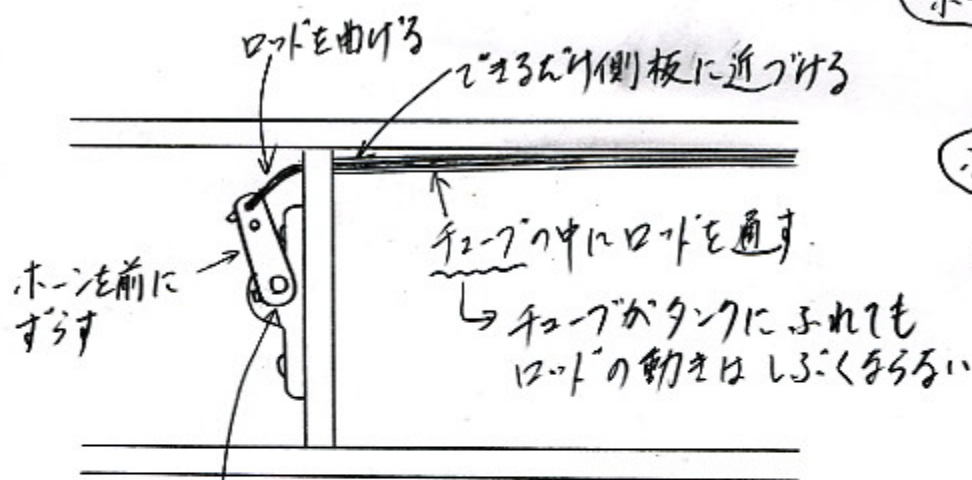 ロッドを曲げる
できるだけ側板に近づける
チューブの中にロッドを通す.
ホーンを前に
ずらす
チューブがタンクにふれても
ロッドの動きはしぶくならない